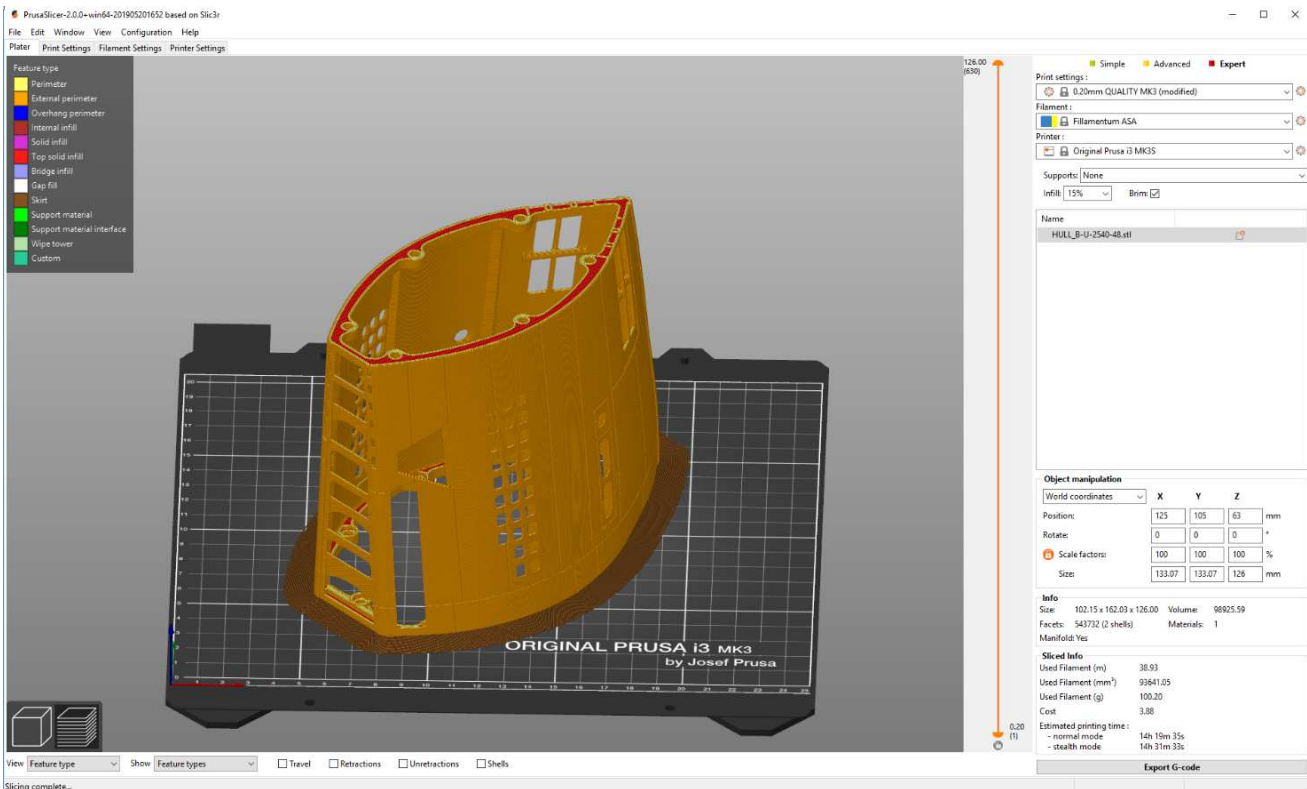 PrusaSlicer-2.0.0+win64-201905201652 based on Slic3r
File Edit Window View Configuration Help
Plater Print Settings Filament Settings Printer Settings
Feature type
Perimeter
External perimeter
Overhang perimeter
Internal infill
Solid infill
Top solid infill
Bridge infill
Gap fill
Skirt
Support material
Support material interface
Wipe tower
Custom
126.00
(630)
0.20
(1)
ORIGINAL PRUSA i3 MK3
by Josef Prusa
Simple Advanced Expert
Print settings :
0.20mm QUALITY MK3 (modified)
Filament :
Fillamentum ASA
Printer :
Original Prusa i3 MK3S
Supports: None
Infill: 15% Brim:
Name
HULL_B-U-2540-48.stl
Object manipulation
World coordinates X Y Z
Position: 125 105 63 mm
Rotate: 0 0 0 °
Scale factors: 100 100 100 %
Size: 133.07 133.07 126 mm
Info
Size: 102.15 x 162.03 x 126.00 Volume: 98925.59
Facets: 543732 (2 shells) Materials: 1
Manifold: Yes
Sliced Info
Used Filament (m) 38.93
Used Filament (mm³) 93641.05
Used Filament (g) 100.20
Cost 3.88
Estimated printing time :
- normal mode 14h 19m 35s
- stealth mode 14h 31m 33s
Export G-code
View Feature type Show Feature types Travel Retractions Unretractions Shells
Slicing complete...